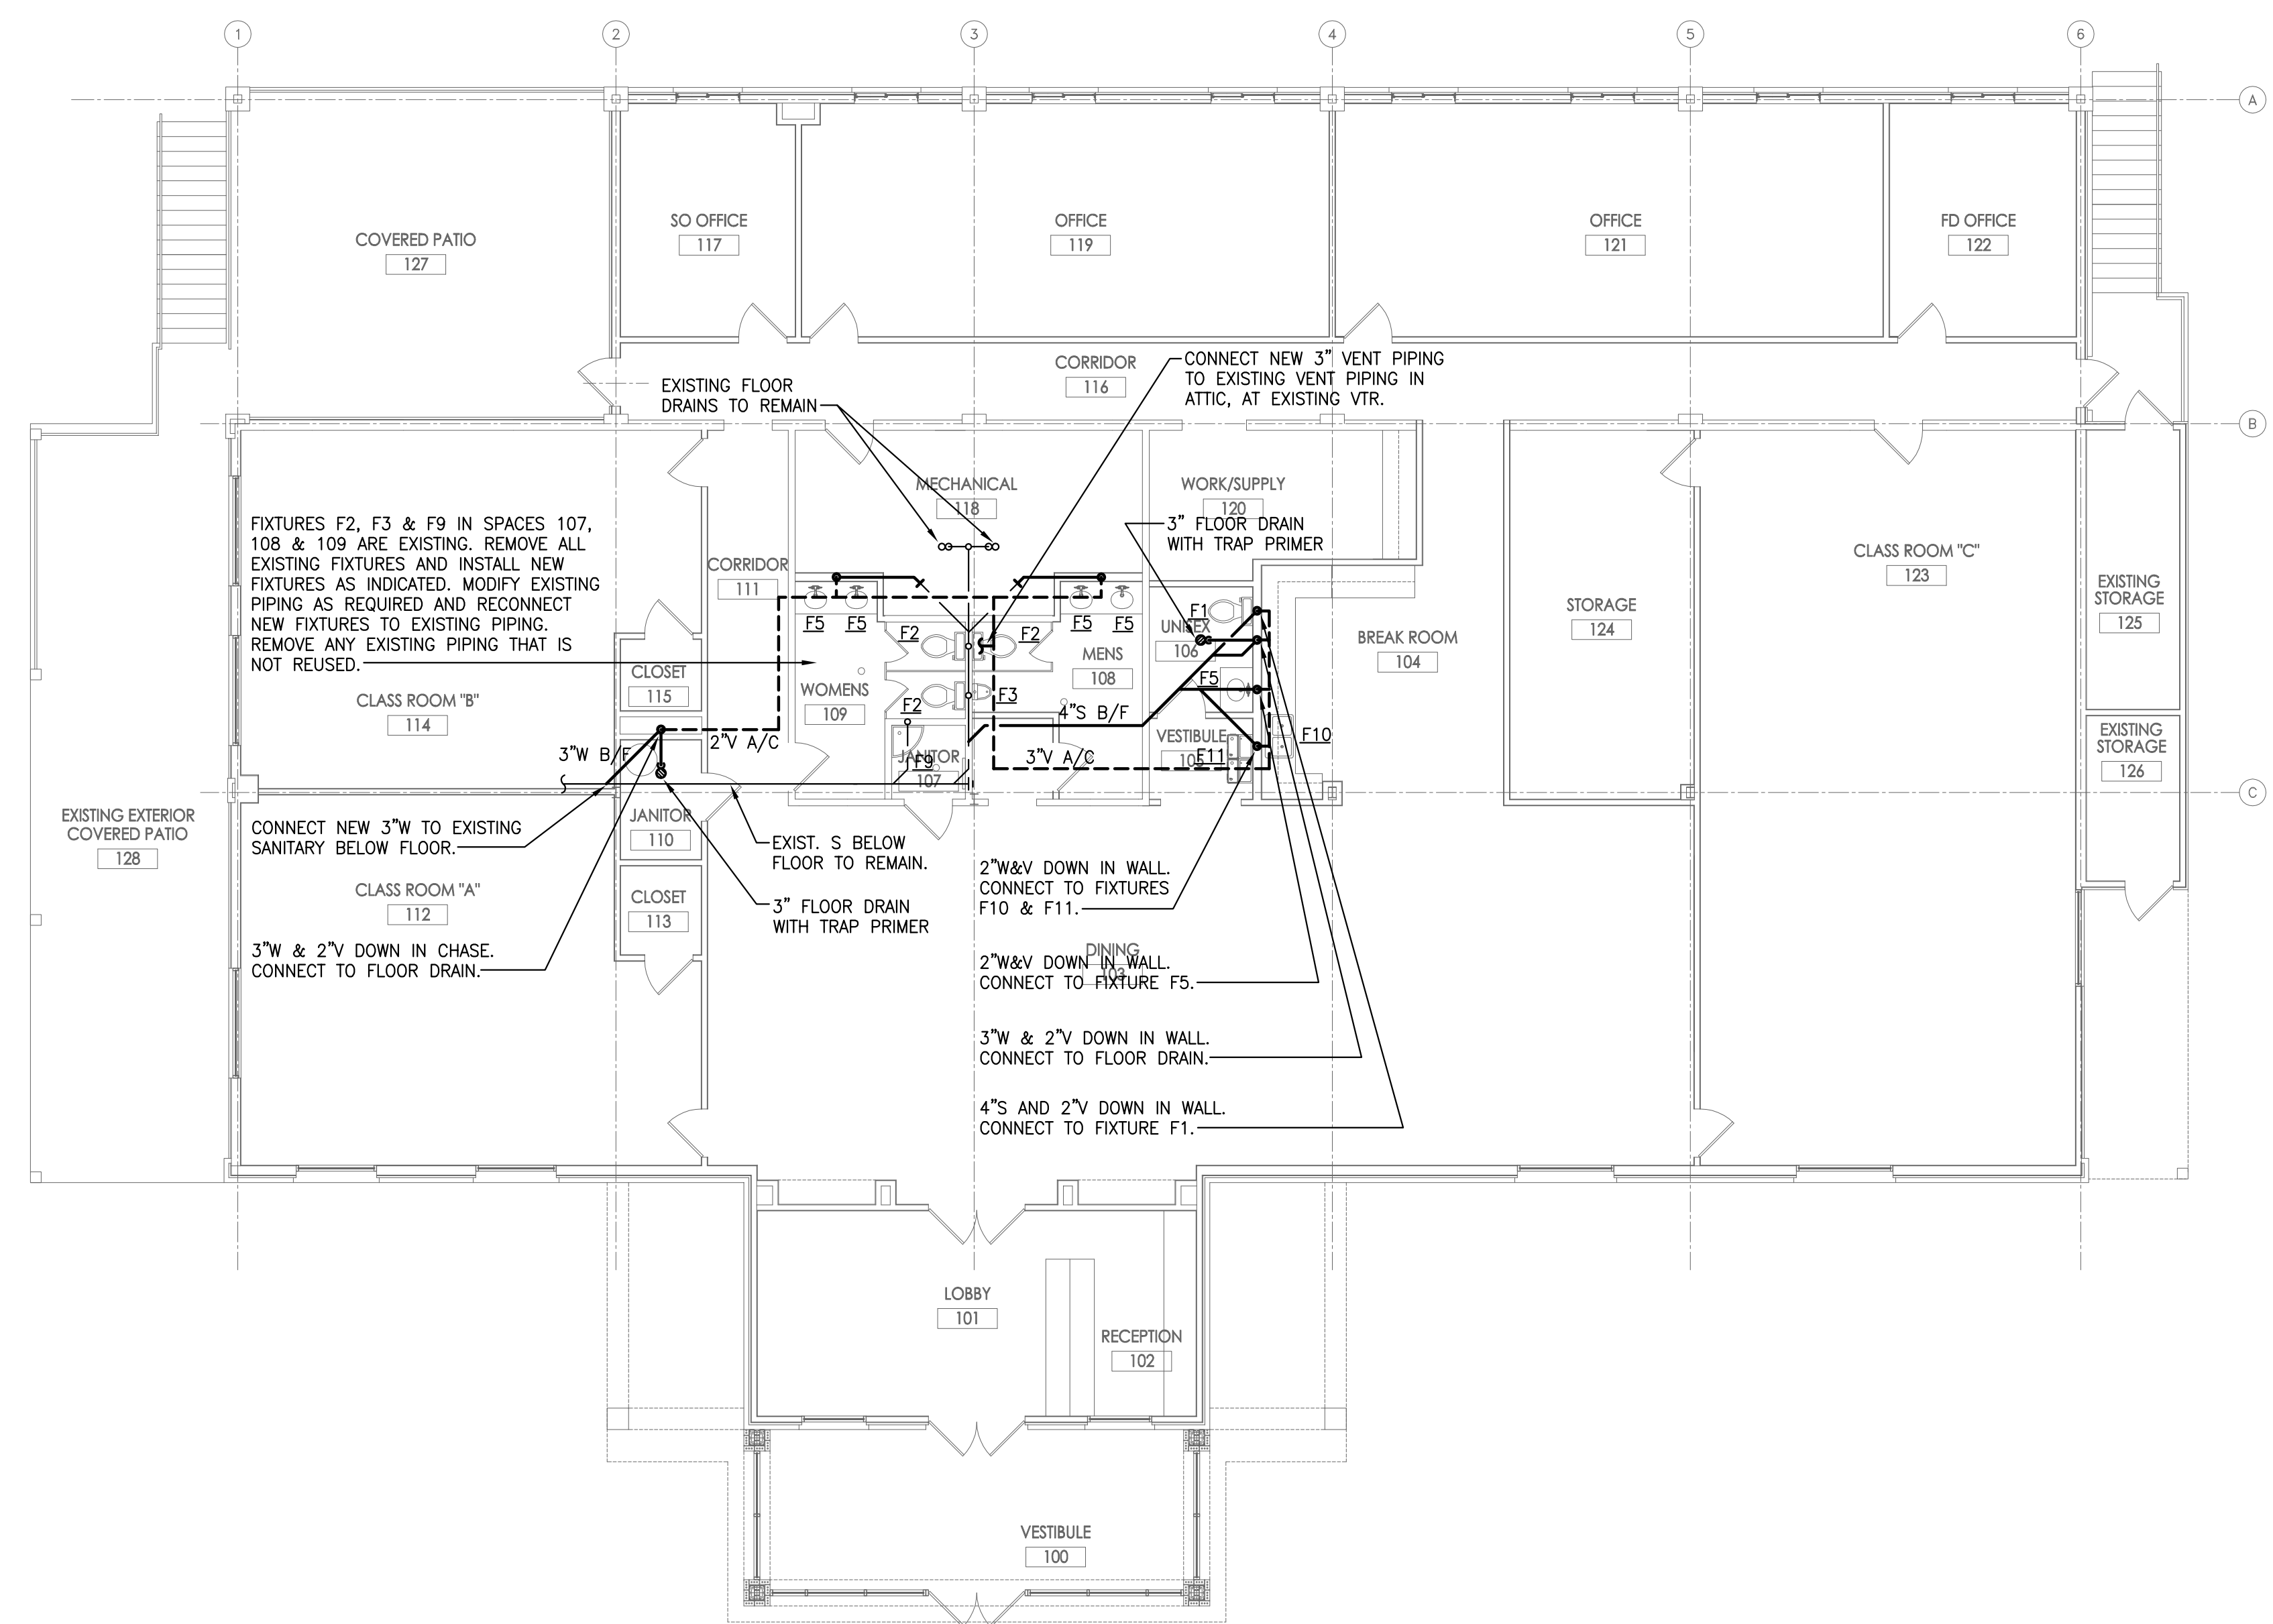 1
2
3
4
5
6
A
COVERED PATIO
127
SO OFFICE
117
OFFICE
119
OFFICE
121
FD OFFICE
122
CORRIDOR
116
EXISTING FLOOR
DRAINS TO REMAIN
CONNECT NEW 3" VENT PIPING
TO EXISTING VENT PIPING IN
ATTIC, AT EXISTING VTR.
B
MECHANICAL
118
WORK/SUPPLY
120
3" FLOOR DRAIN
WITH TRAP PRIMER
FIXTURES F2, F3 & F9 IN SPACES 107,
108 & 109 ARE EXISTING. REMOVE ALL
EXISTING FIXTURES AND INSTALL NEW
FIXTURES AS INDICATED. MODIFY EXISTING
PIPING AS REQUIRED AND RECONNECT
NEW FIXTURES TO EXISTING PIPING.
REMOVE ANY EXISTING PIPING THAT IS
NOT REUSED.
CORRIDOR
111
CLASS ROOM "C"
123
EXISTING
STORAGE
125
STORAGE
124
BREAK ROOM
104
F5
F5
F2
F2
F5
F5
F1
UNISEX
106
MENS
108
CLOSET
115
CLASS ROOM "B"
114
WOMENS
109
F2
F3
F5
4"S B/F
3"W B/F
2"V A/C
3"V A/C
JANITOR
F9
107
VESTIBULE
105
F11
F10
EXISTING
STORAGE
126
C
EXISTING EXTERIOR
COVERED PATIO
128
CONNECT NEW 3"W TO EXISTING
SANITARY BELOW FLOOR.
JANITOR
110
EXIST. S BELOW
FLOOR TO REMAIN.
CLASS ROOM "A"
112
CLOSET
113
3" FLOOR DRAIN
WITH TRAP PRIMER
2"W&V DOWN IN WALL.
CONNECT TO FIXTURES
F10 & F11.
3"W & 2"V DOWN IN CHASE.
CONNECT TO FLOOR DRAIN.
DINING
103
2"W&V DOWN IN WALL.
CONNECT TO FIXTURE F5.
3"W & 2"V DOWN IN WALL.
CONNECT TO FLOOR DRAIN.
4"S AND 2"V DOWN IN WALL.
CONNECT TO FIXTURE F1.
LOBBY
101
RECEPTION
102
VESTIBULE
100